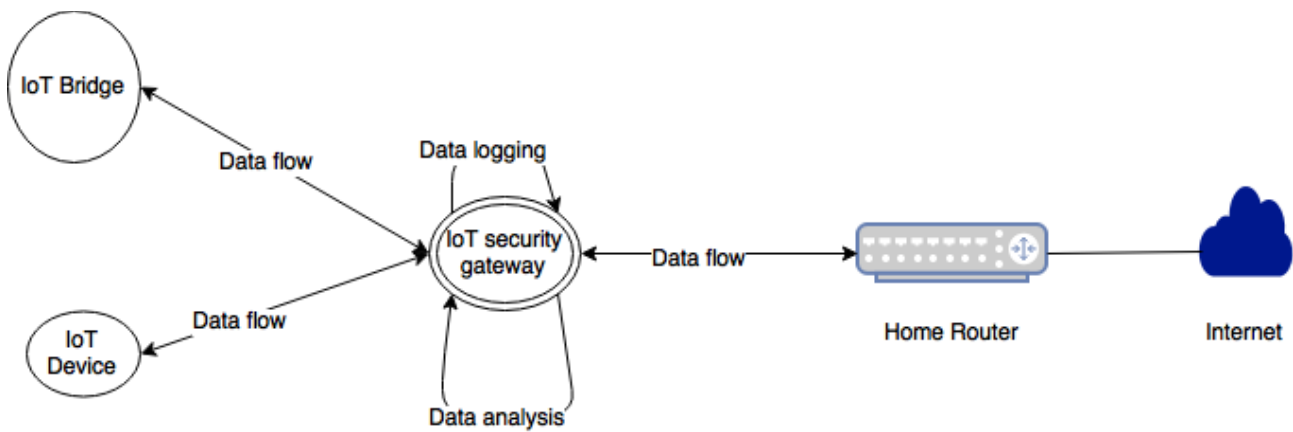 IoT Bridge
Data flow
Data logging
IoT security
gateway
Data flow
Data flow
IoT
Device
Data analysis
Home Router
Internet